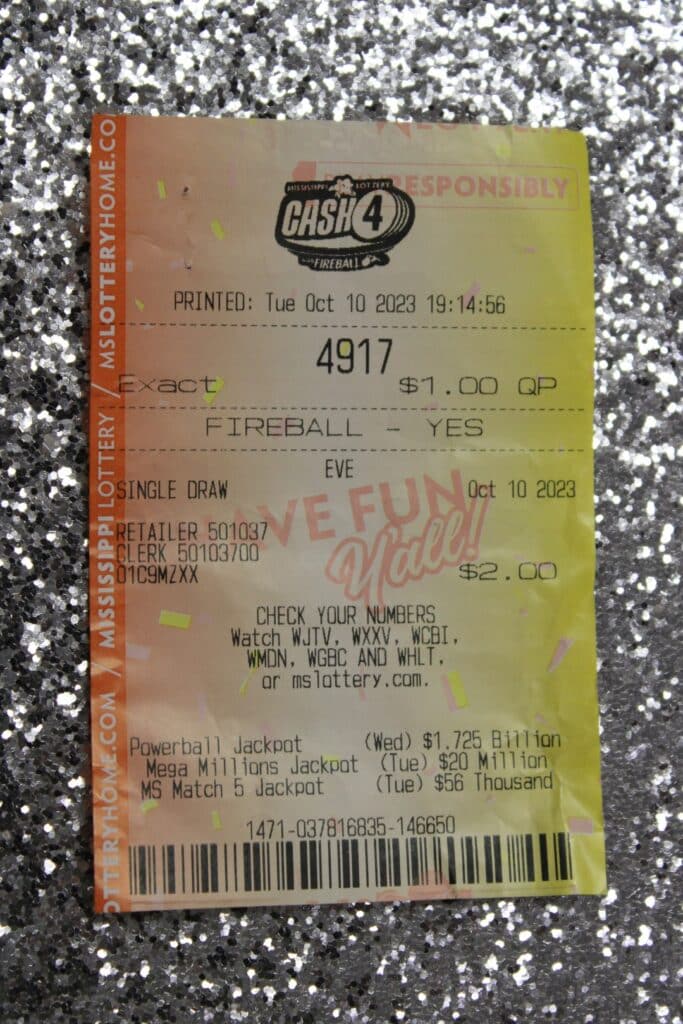 RESPONSIBLY
MISSISSIPPI LOTTERY
CASH 4
FIREBALL
PRINTED: Tue Oct 10 2023 19:14:56
4917
Exact $1.00 QP
FIREBALL - YES
EVE
SINGLE DRAW Oct 10 2023
HAVE FUN, Y'all!
RETAILER 501037
CLERK 50103700
01C9MZXX $2.00
CHECK YOUR NUMBERS
Watch WJTV, WXXV, WCBI,
WMDN, WGBC AND WHLT,
or mslottery.com.
Powerball Jackpot (Wed) $1.725 Billion
Mega Millions Jackpot (Tue) $20 Million
MS Match 5 Jackpot (Tue) $56 Thousand
1471-037816835-146650
OTTERYHOME.COM / MISSISSIPPI LOTTERY / MSLOTTERYHOME.CO